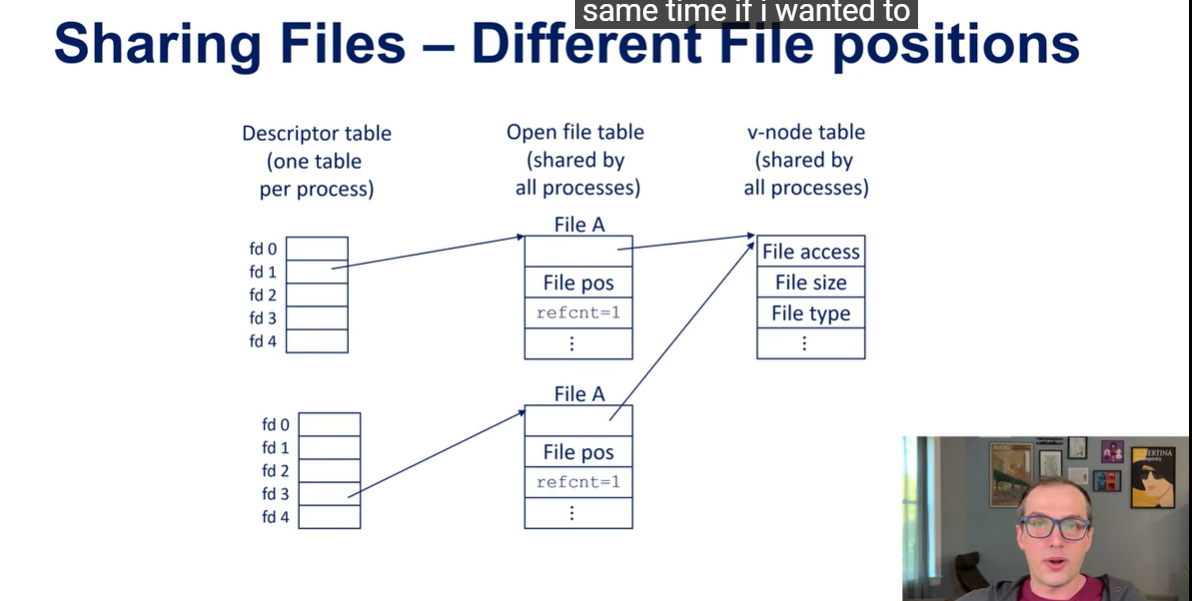 same time if i wanted to
Sharing Files – Different File positions
Descriptor table
(one table
per process)
Open file table
(shared by
all processes)
v-node table
(shared by
all processes)
fd 0
fd 1
fd 2
fd 3
fd 4
File A
File pos
refcnt=1
⋮
File access
File size
File type
⋮
fd 0
fd 1
fd 2
fd 3
fd 4
File A
File pos
refcnt=1
⋮